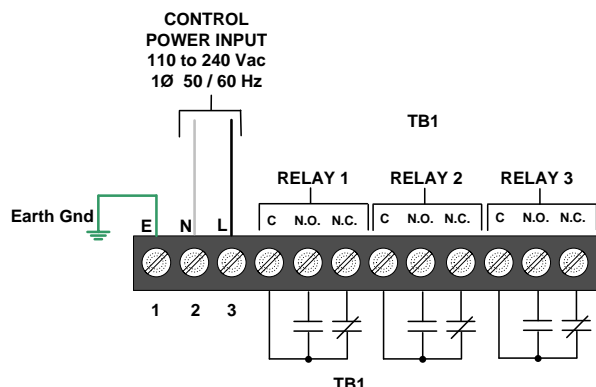 CONTROL
POWER INPUT
110 to 240 Vac
1Ø 50 / 60 Hz
TB1
RELAY 1 RELAY 2 RELAY 3
Earth Gnd E N L C N.O. N.C. C N.O. N.C. C N.O. N.C.
1 2 3
TB1